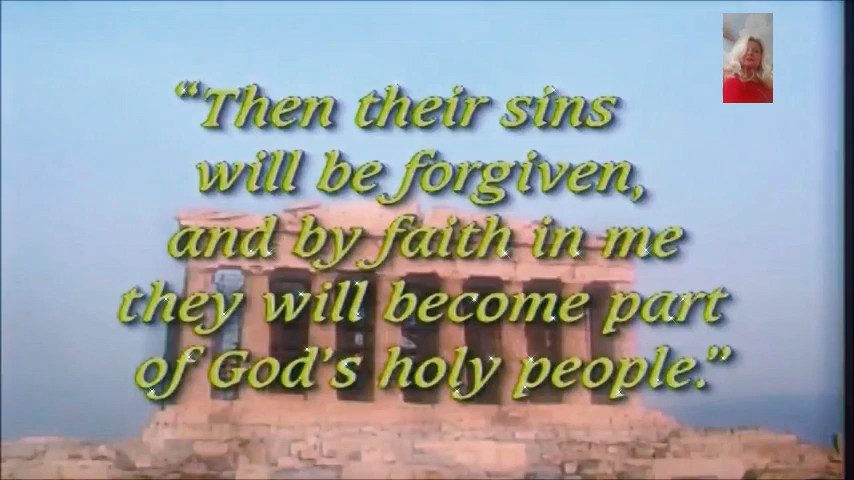 “Then their sins
will be forgiven,
and by faith in me
they will become part
of God's holy people.”